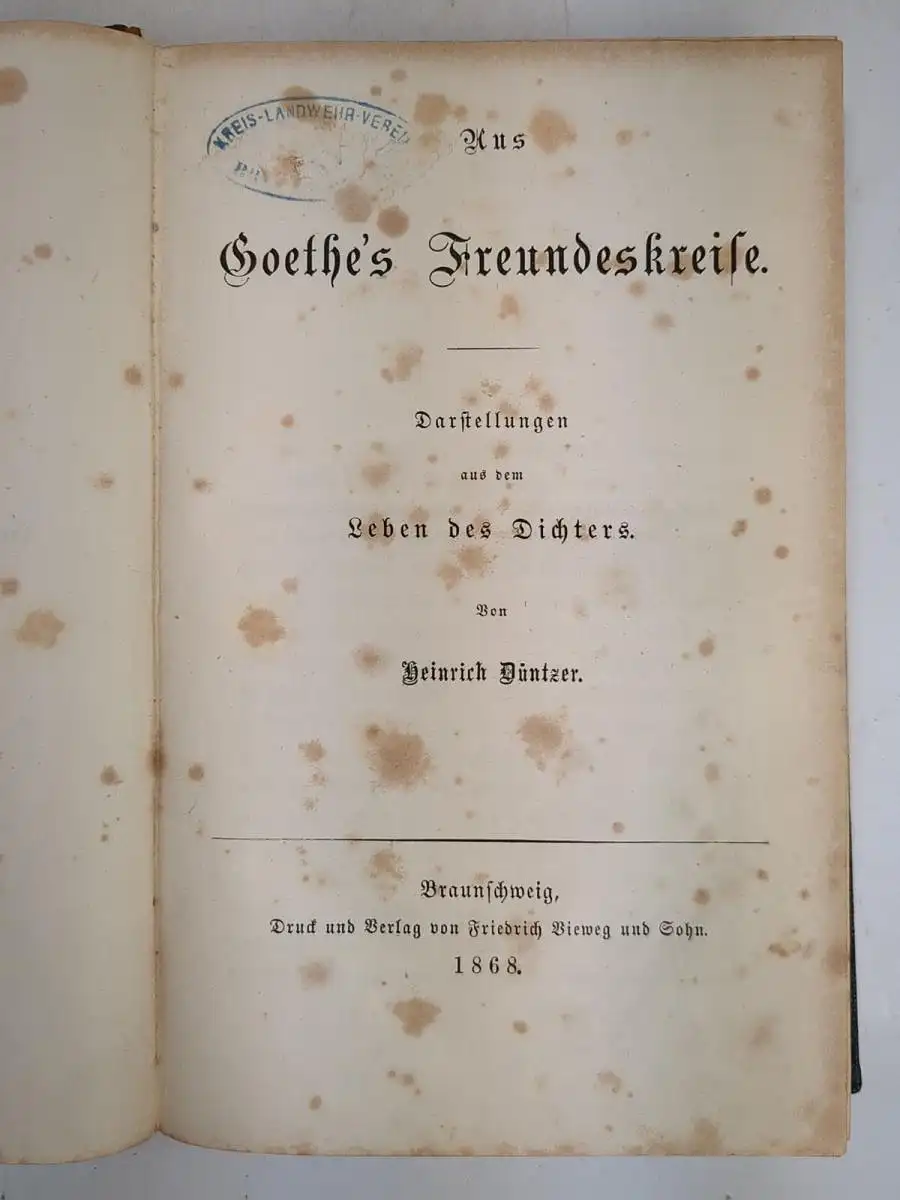 KREIS-LANDWEHR-VEREIN
Aus
Goethe's Freundeskreiſe.
Darſtellungen
aus dem
Leben des Dichters.
Von
Heinrich Düntzer.
Braunſchweig,
Druck und Verlag von Friedrich Vieweg und Sohn.
1868.